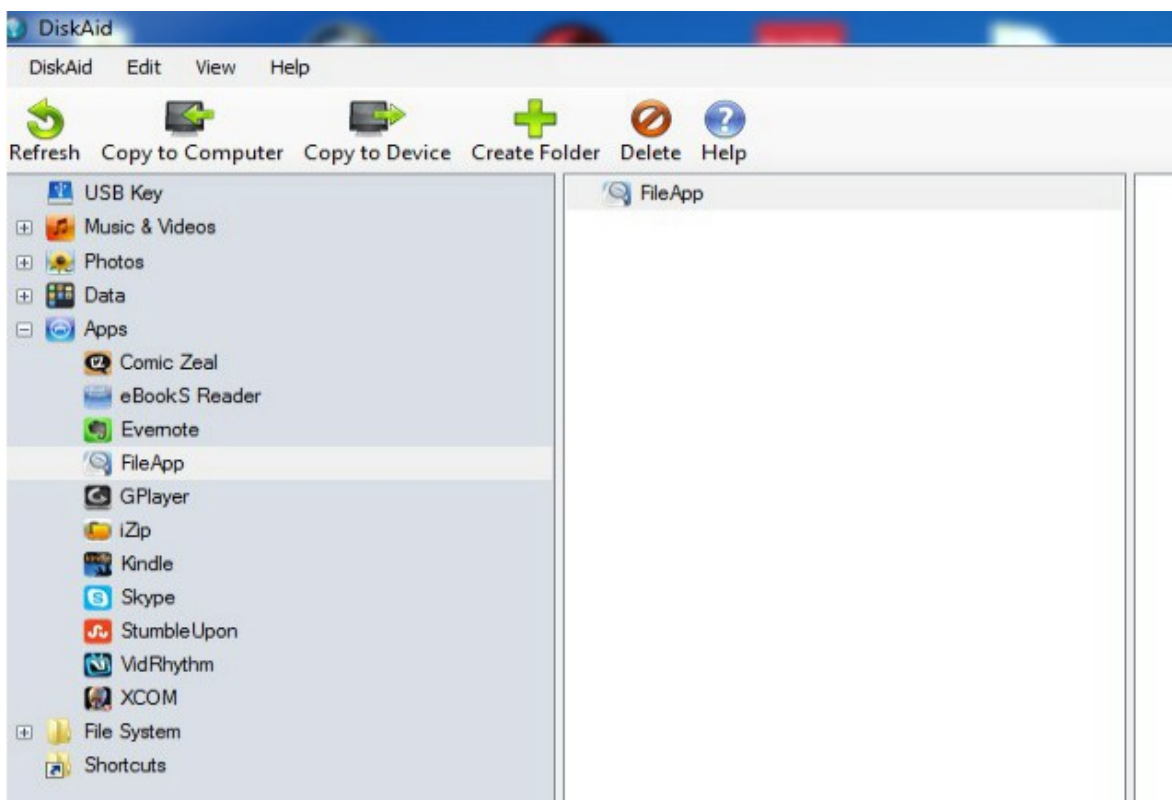 DiskAid
DiskAid Edit View Help
Refresh Copy to Computer Copy to Device Create Folder Delete Help
USB Key
Music & Videos
Photos
Data
Apps
Comic Zeal
eBookS Reader
Evernote
FileApp
GPlayer
iZip
Kindle
Skype
StumbleUpon
VidRhythm
XCOM
File System
Shortcuts
FileApp